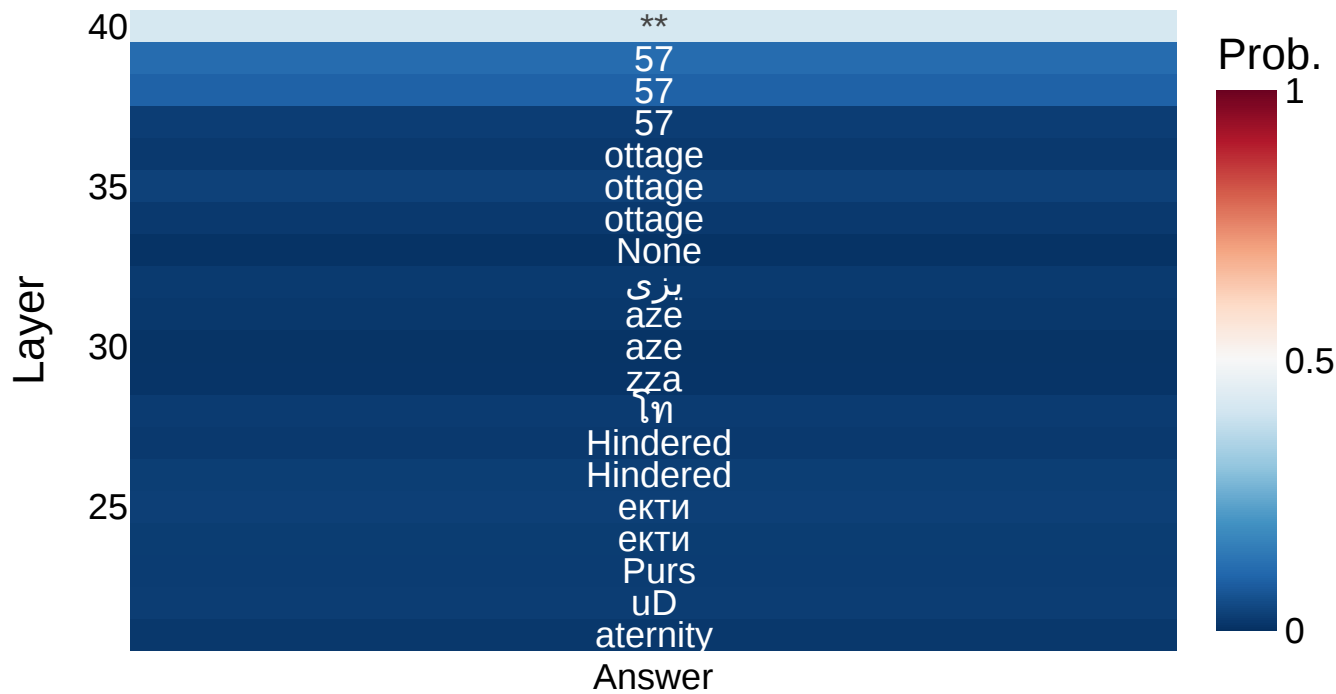 40
**
57
57
57
ottage
35
ottage
ottage
None
یزی
aze
30
aze
zza
โท
Hindered
Hindered
25
екти
екти
Purs
uD
aternity
Layer
Answer
Prob.
1
0.5
0